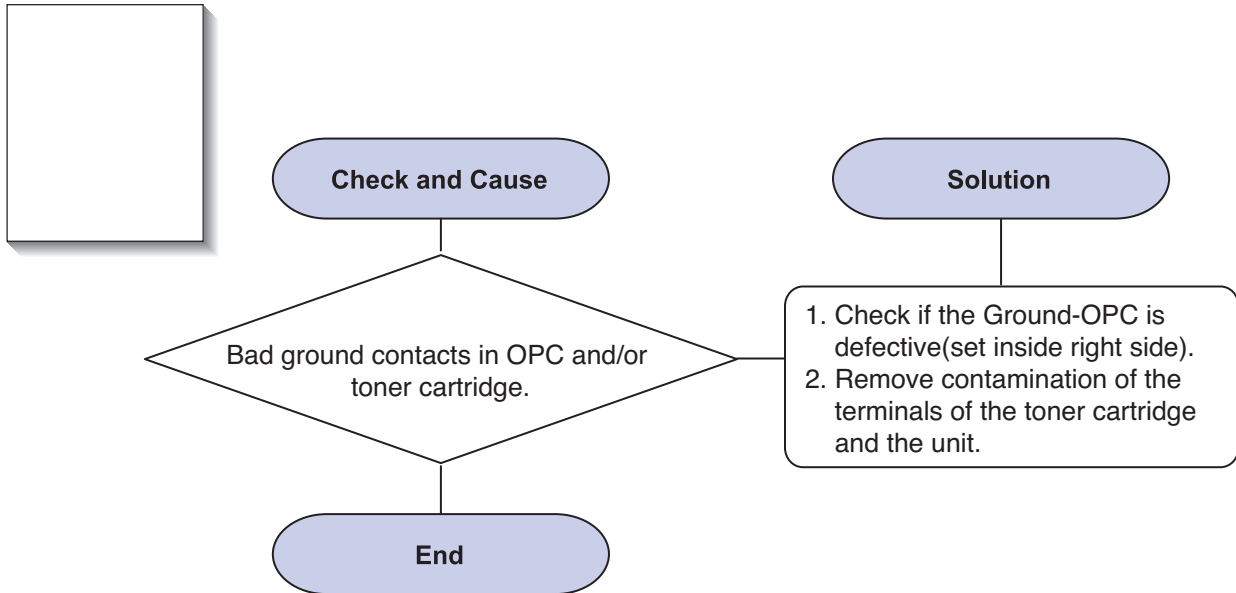 Check and Cause
Solution
Bad ground contacts in OPC and/or
toner cartridge.
1. Check if the Ground-OPC is
defective(set inside right side).
2. Remove contamination of the
terminals of the toner cartridge
and the unit.
End